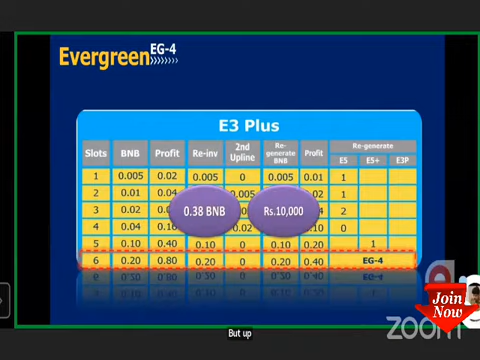 Evergreen EG-4 »»»»
E3 Plus
Slots BNB Profit Re-inv 2nd Upline Re-generate BNB Profit Re-generate
E5 E5+ E3P
1 0.005 0.02 0.005 0 0.005 0.01 1
2 0.01 0.04 0.02 1
3 0.02 2
4 0.04 0
5 0.10 0.40 0.10 0 0.10 0.20 1
6 0.20 0.80 0.20 0 0.20 0.40 EG-4
0.38 BNB
Rs.10,000
Join
Now
zoom
But up